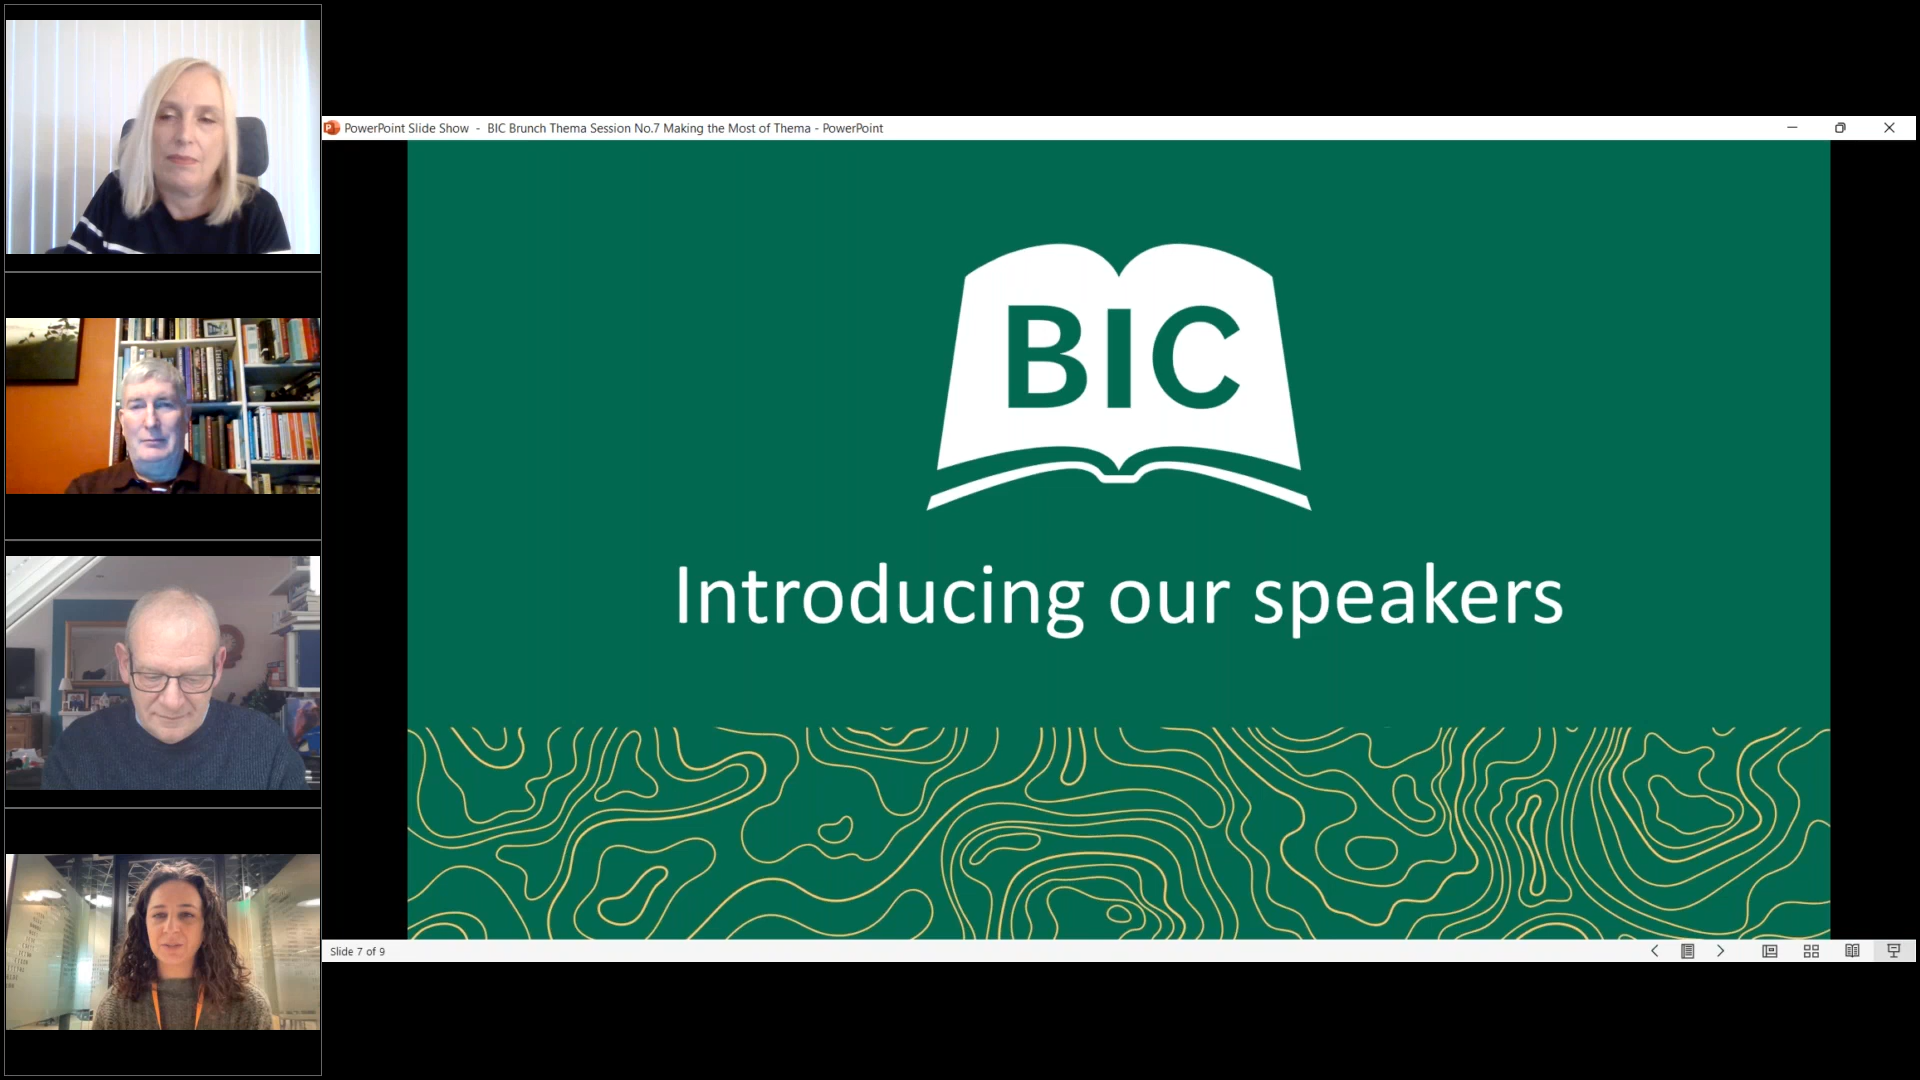 PowerPoint Slide Show - BIC Brunch Thema Session No.7 Making the Most of Thema - PowerPoint
BIC
Introducing our speakers
Slide 7 of 9